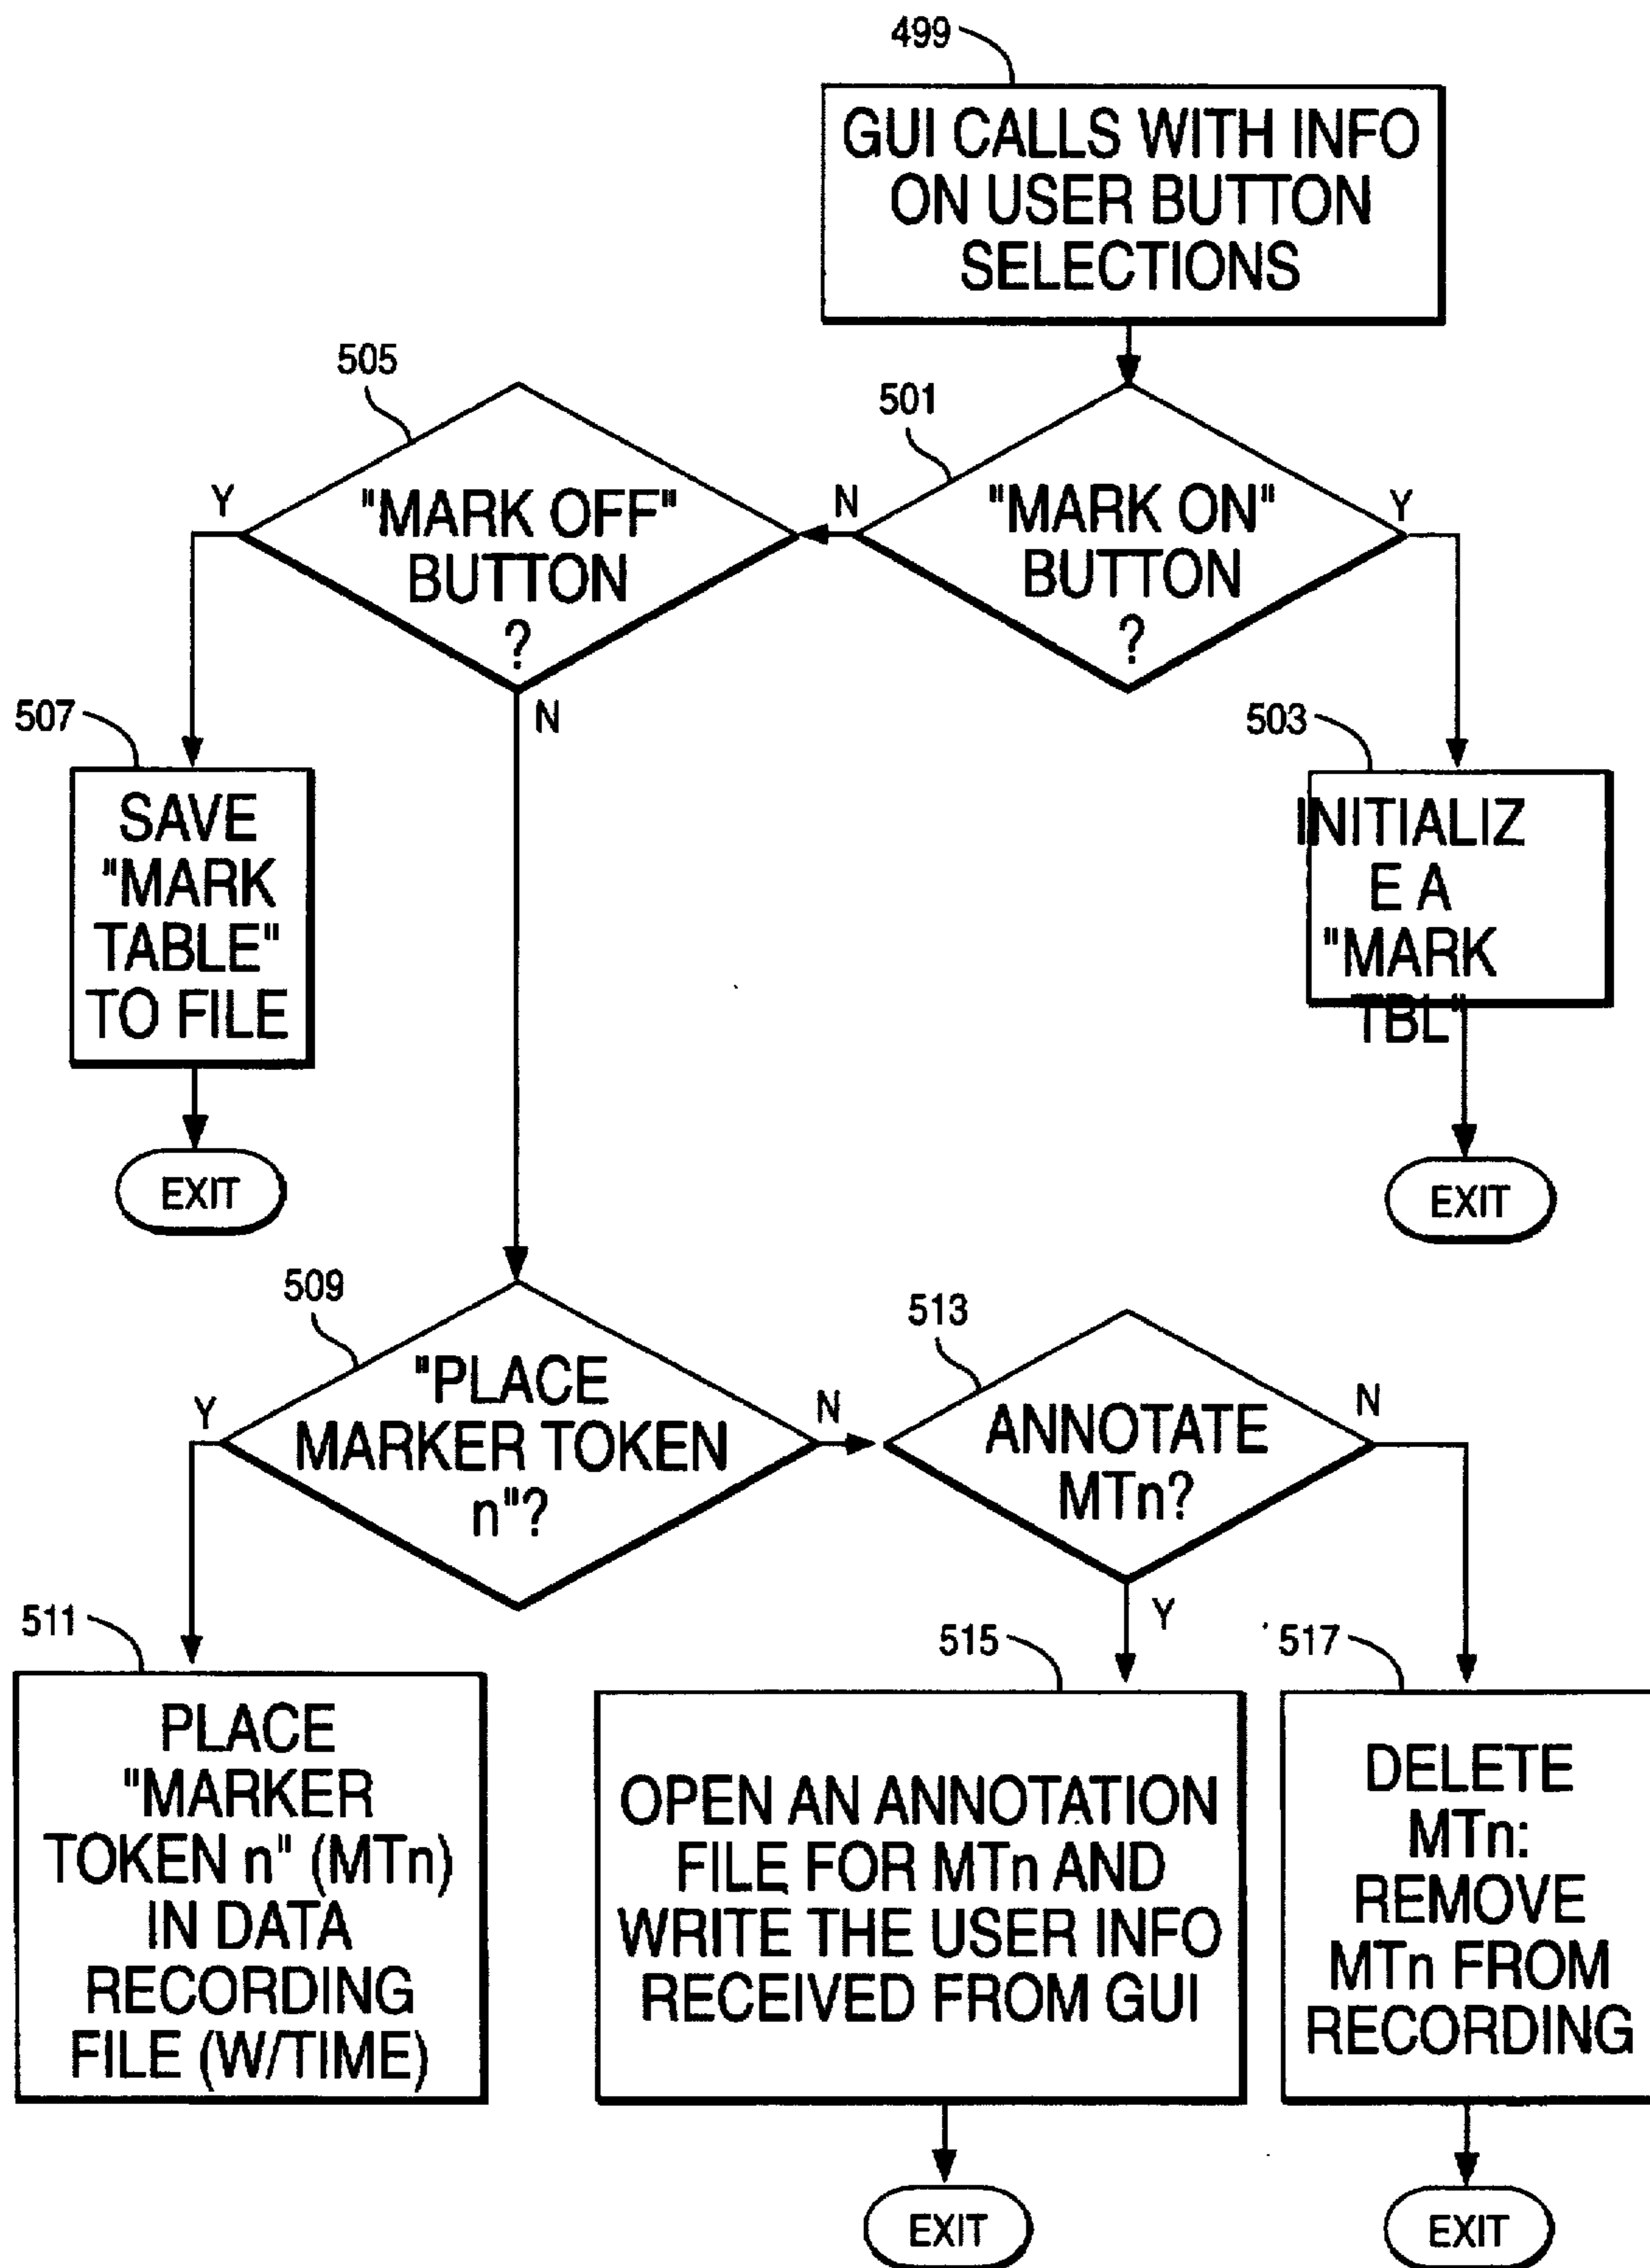 499
GUI CALLS WITH INFO
ON USER BUTTON
SELECTIONS
505
501
Y
"MARK OFF"
BUTTON
?
N
"MARK ON"
BUTTON
?
Y
N
507
503
SAVE
"MARK
TABLE"
TO FILE
INITIALIZ
E A
"MARK
TBL"
EXIT
EXIT
509
513
Y
"PLACE
MARKER TOKEN
n"?
N
ANNOTATE
MTn?
N
Y
511
515
517
PLACE
"MARKER
TOKEN n" (MTn)
IN DATA
RECORDING
FILE (W/TIME)
OPEN AN ANNOTATION
FILE FOR MTn AND
WRITE THE USER INFO
RECEIVED FROM GUI
DELETE
MTn:
REMOVE
MTn FROM
RECORDING
EXIT
EXIT